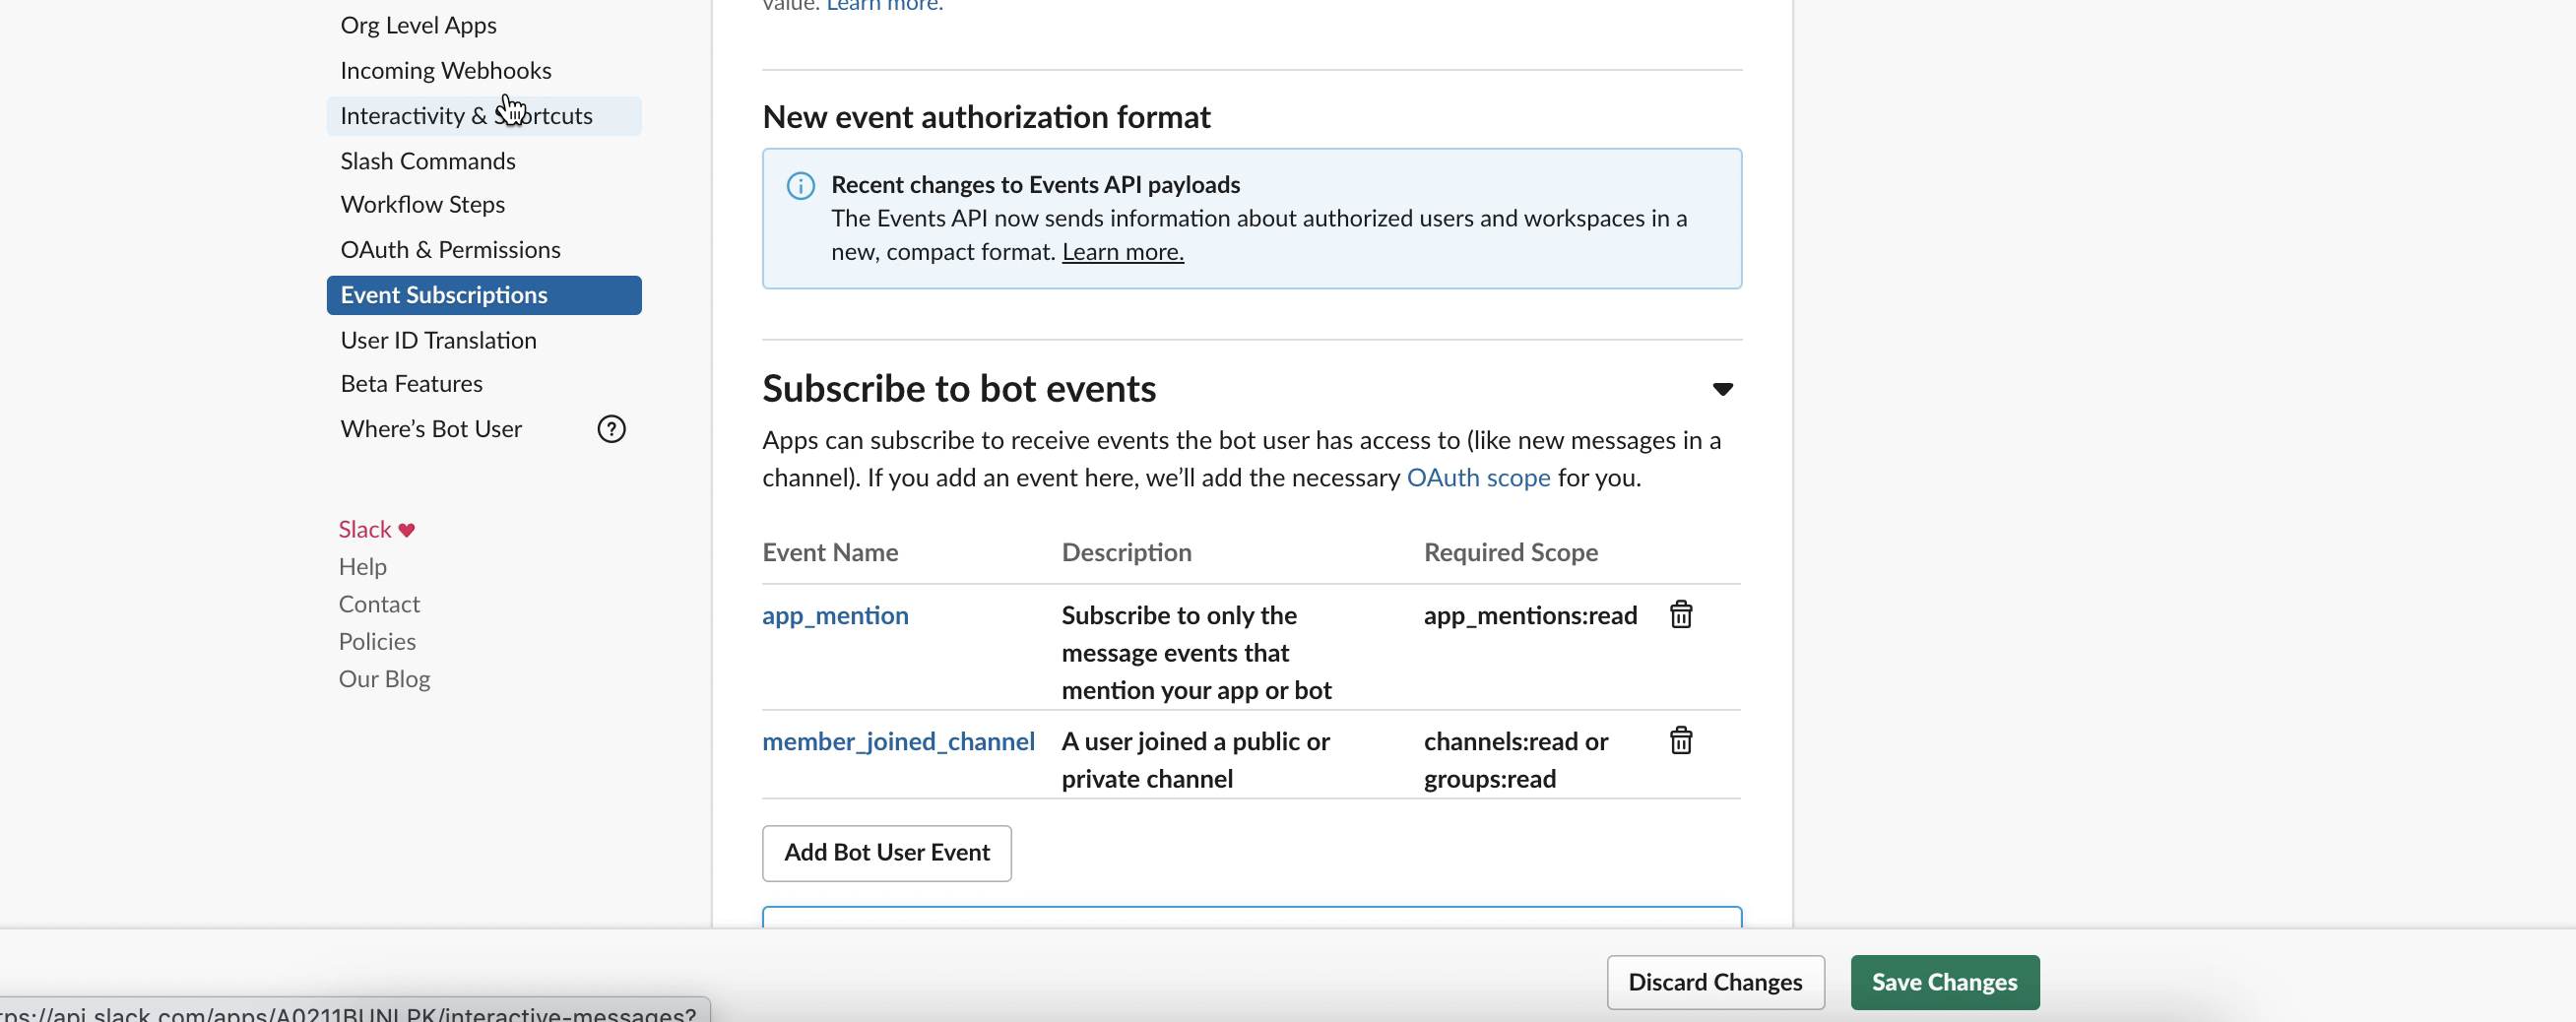 Org Level Apps
Incoming Webhooks
Interactivity & Shortcuts
Slash Commands
Workflow Steps
OAuth & Permissions
Event Subscriptions
User ID Translation
Beta Features
Where’s Bot User
Slack
Help
Contact
Policies
Our Blog
value. Learn more.
New event authorization format
Recent changes to Events API payloads
The Events API now sends information about authorized users and workspaces in a
new, compact format. Learn more.
Subscribe to bot events
Apps can subscribe to receive events the bot user has access to (like new messages in a
channel). If you add an event here, we’ll add the necessary OAuth scope for you.
Event Name Description Required Scope
app_mention Subscribe to only the app_mentions:read
message events that
mention your app or bot
member_joined_channel A user joined a public or channels:read or
private channel groups:read
Add Bot User Event
Discard Changes Save Changes
tps://api.slack.com/apps/A0211BUNLPK/interactive-messages?